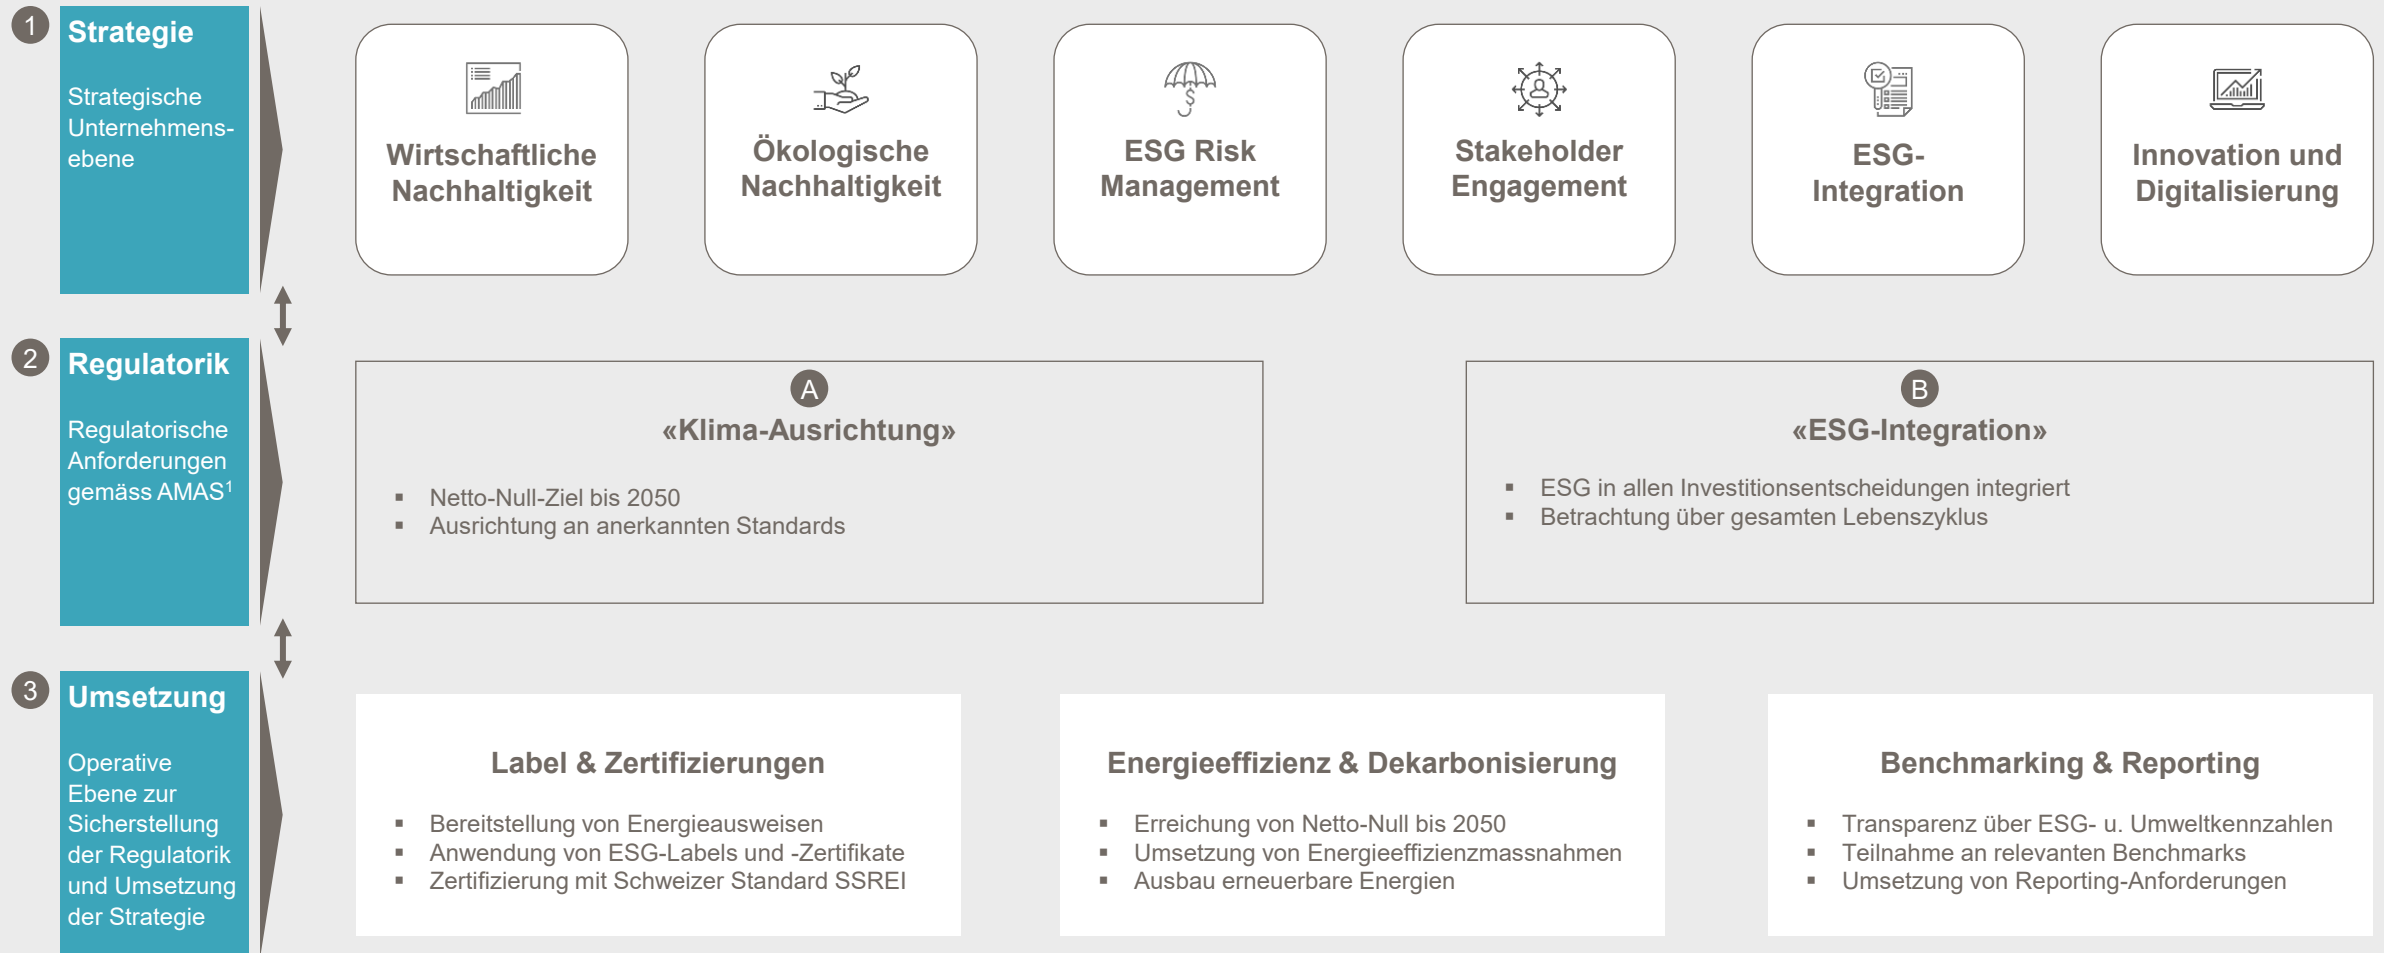 1
Strategie
Strategische
Unternehmens-
ebene
Wirtschaftliche
Nachhaltigkeit
Ökologische
Nachhaltigkeit
ESG Risk
Management
Stakeholder
Engagement
ESG-
Integration
Innovation und
Digitalisierung
2
Regulatorik
Regulatorische
Anforderungen
gemäss AMAS¹
A
«Klima-Ausrichtung»
▪ Netto-Null-Ziel bis 2050
▪ Ausrichtung an anerkannten Standards
B
«ESG-Integration»
▪ ESG in allen Investitionsentscheidungen integriert
▪ Betrachtung über gesamten Lebenszyklus
3
Umsetzung
Operative
Ebene zur
Sicherstellung
der Regulatorik
und Umsetzung
der Strategie
Label & Zertifizierungen
▪ Bereitstellung von Energieausweisen
▪ Anwendung von ESG-Labels und -Zertifikate
▪ Zertifizierung mit Schweizer Standard SSREI
Energieeffizienz & Dekarbonisierung
▪ Erreichung von Netto-Null bis 2050
▪ Umsetzung von Energieeffizienzmassnahmen
▪ Ausbau erneuerbare Energien
Benchmarking & Reporting
▪ Transparenz über ESG- u. Umweltkennzahlen
▪ Teilnahme an relevanten Benchmarks
▪ Umsetzung von Reporting-Anforderungen